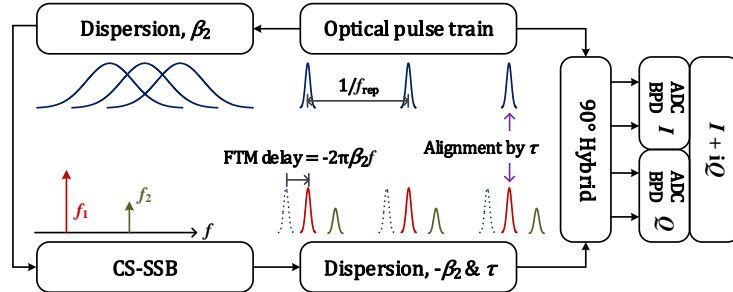 Dispersion, β₂
Optical pulse train
1/f_rep
FTM delay = -2πβ₂f
Alignment by τ
f₁
f₂
f
CS-SSB
Dispersion, -β₂ & τ
90° Hybrid
ADC
BPD
I
ADC
BPD
Q
I + iQ